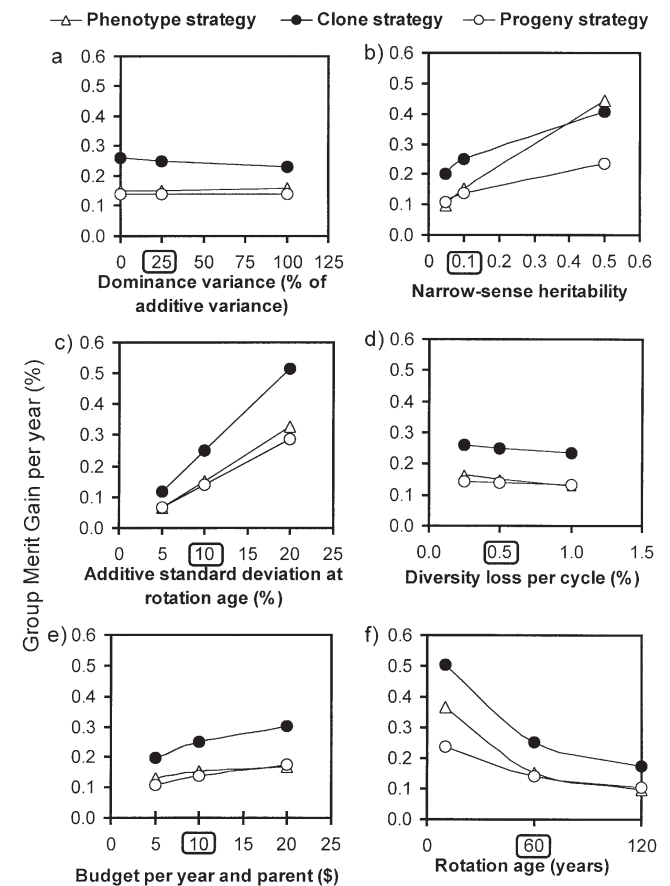 Phenotype strategy Clone strategy Progeny strategy
Group Merit Gain per year (%)
a
0.6
0.5
0.4
0.3
0.2
0.1
0.0
0 25 50 75 100 125
Dominance variance (% of
additive variance)
b)
0.6
0.5
0.4
0.3
0.2
0.1
0.0
0 0.1 0.2 0.3 0.4 0.5 0.6
Narrow-sense heritability
c)
0.6
0.5
0.4
0.3
0.2
0.1
0.0
0 5 10 15 20 25
Additive standard deviation at
rotation age (%)
d)
0.6
0.5
0.4
0.3
0.2
0.1
0.0
0.0 0.5 1.0 1.5
Diversity loss per cycle (%)
e)
0.6
0.5
0.4
0.3
0.2
0.1
0.0
0 5 10 15 20 25
Budget per year and parent ($)
f)
0.6
0.5
0.4
0.3
0.2
0.1
0.0
0 60 120
Rotation age (years)